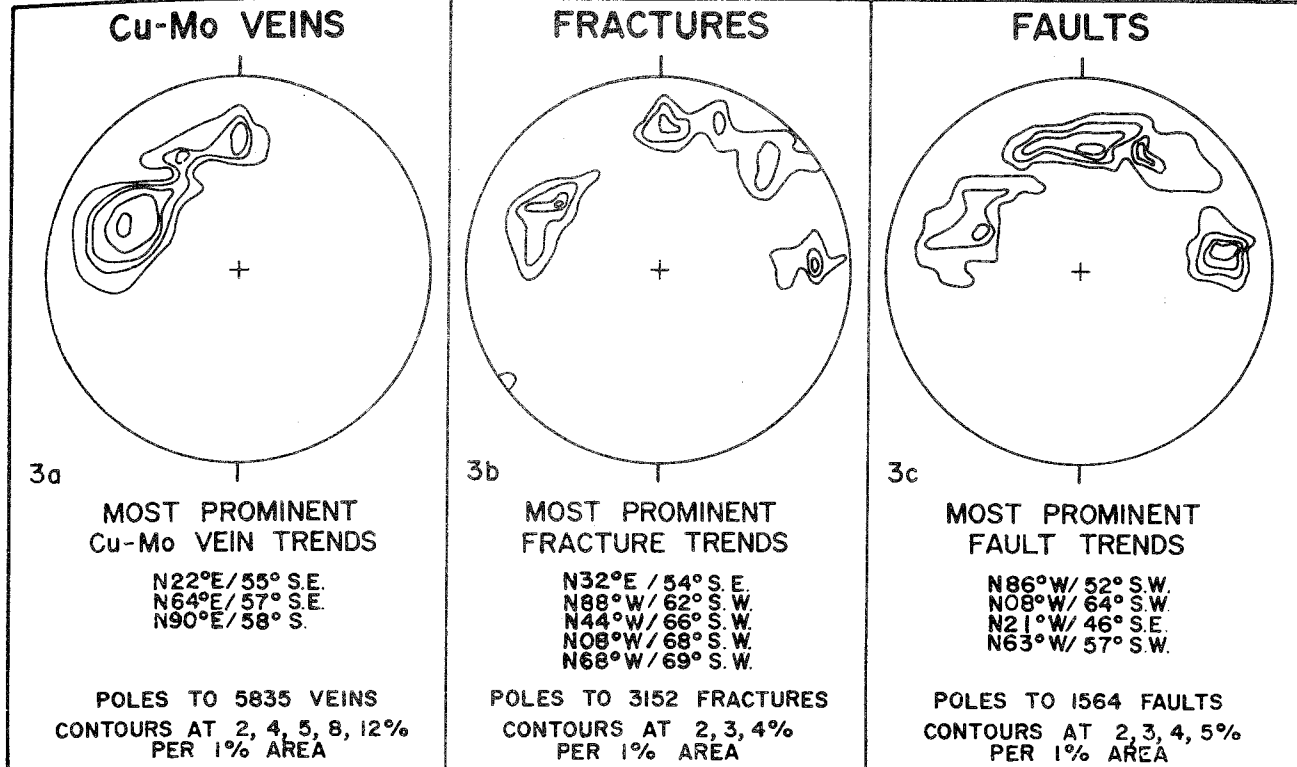 Cu-Mo VEINS
3a
MOST PROMINENT
Cu-Mo VEIN TRENDS
N22°E/55° S.E.
N64°E/57° S.E.
N90°E/58° S.
POLES TO 5835 VEINS
CONTOURS AT 2, 4, 5, 8, 12%
PER 1% AREA
FRACTURES
3b
MOST PROMINENT
FRACTURE TRENDS
N32°E/54° S.E.
N88°W/62° S.W.
N44°W/66° S.W.
N08°W/68° S.W.
N68°W/69° S.W.
POLES TO 3152 FRACTURES
CONTOURS AT 2, 3, 4%
PER 1% AREA
FAULTS
3c
MOST PROMINENT
FAULT TRENDS
N86°W/52° S.W.
N08°W/64° S.W.
N21°W/46° S.E.
N63°W/57° S.W.
POLES TO 1564 FAULTS
CONTOURS AT 2, 3, 4, 5%
PER 1% AREA